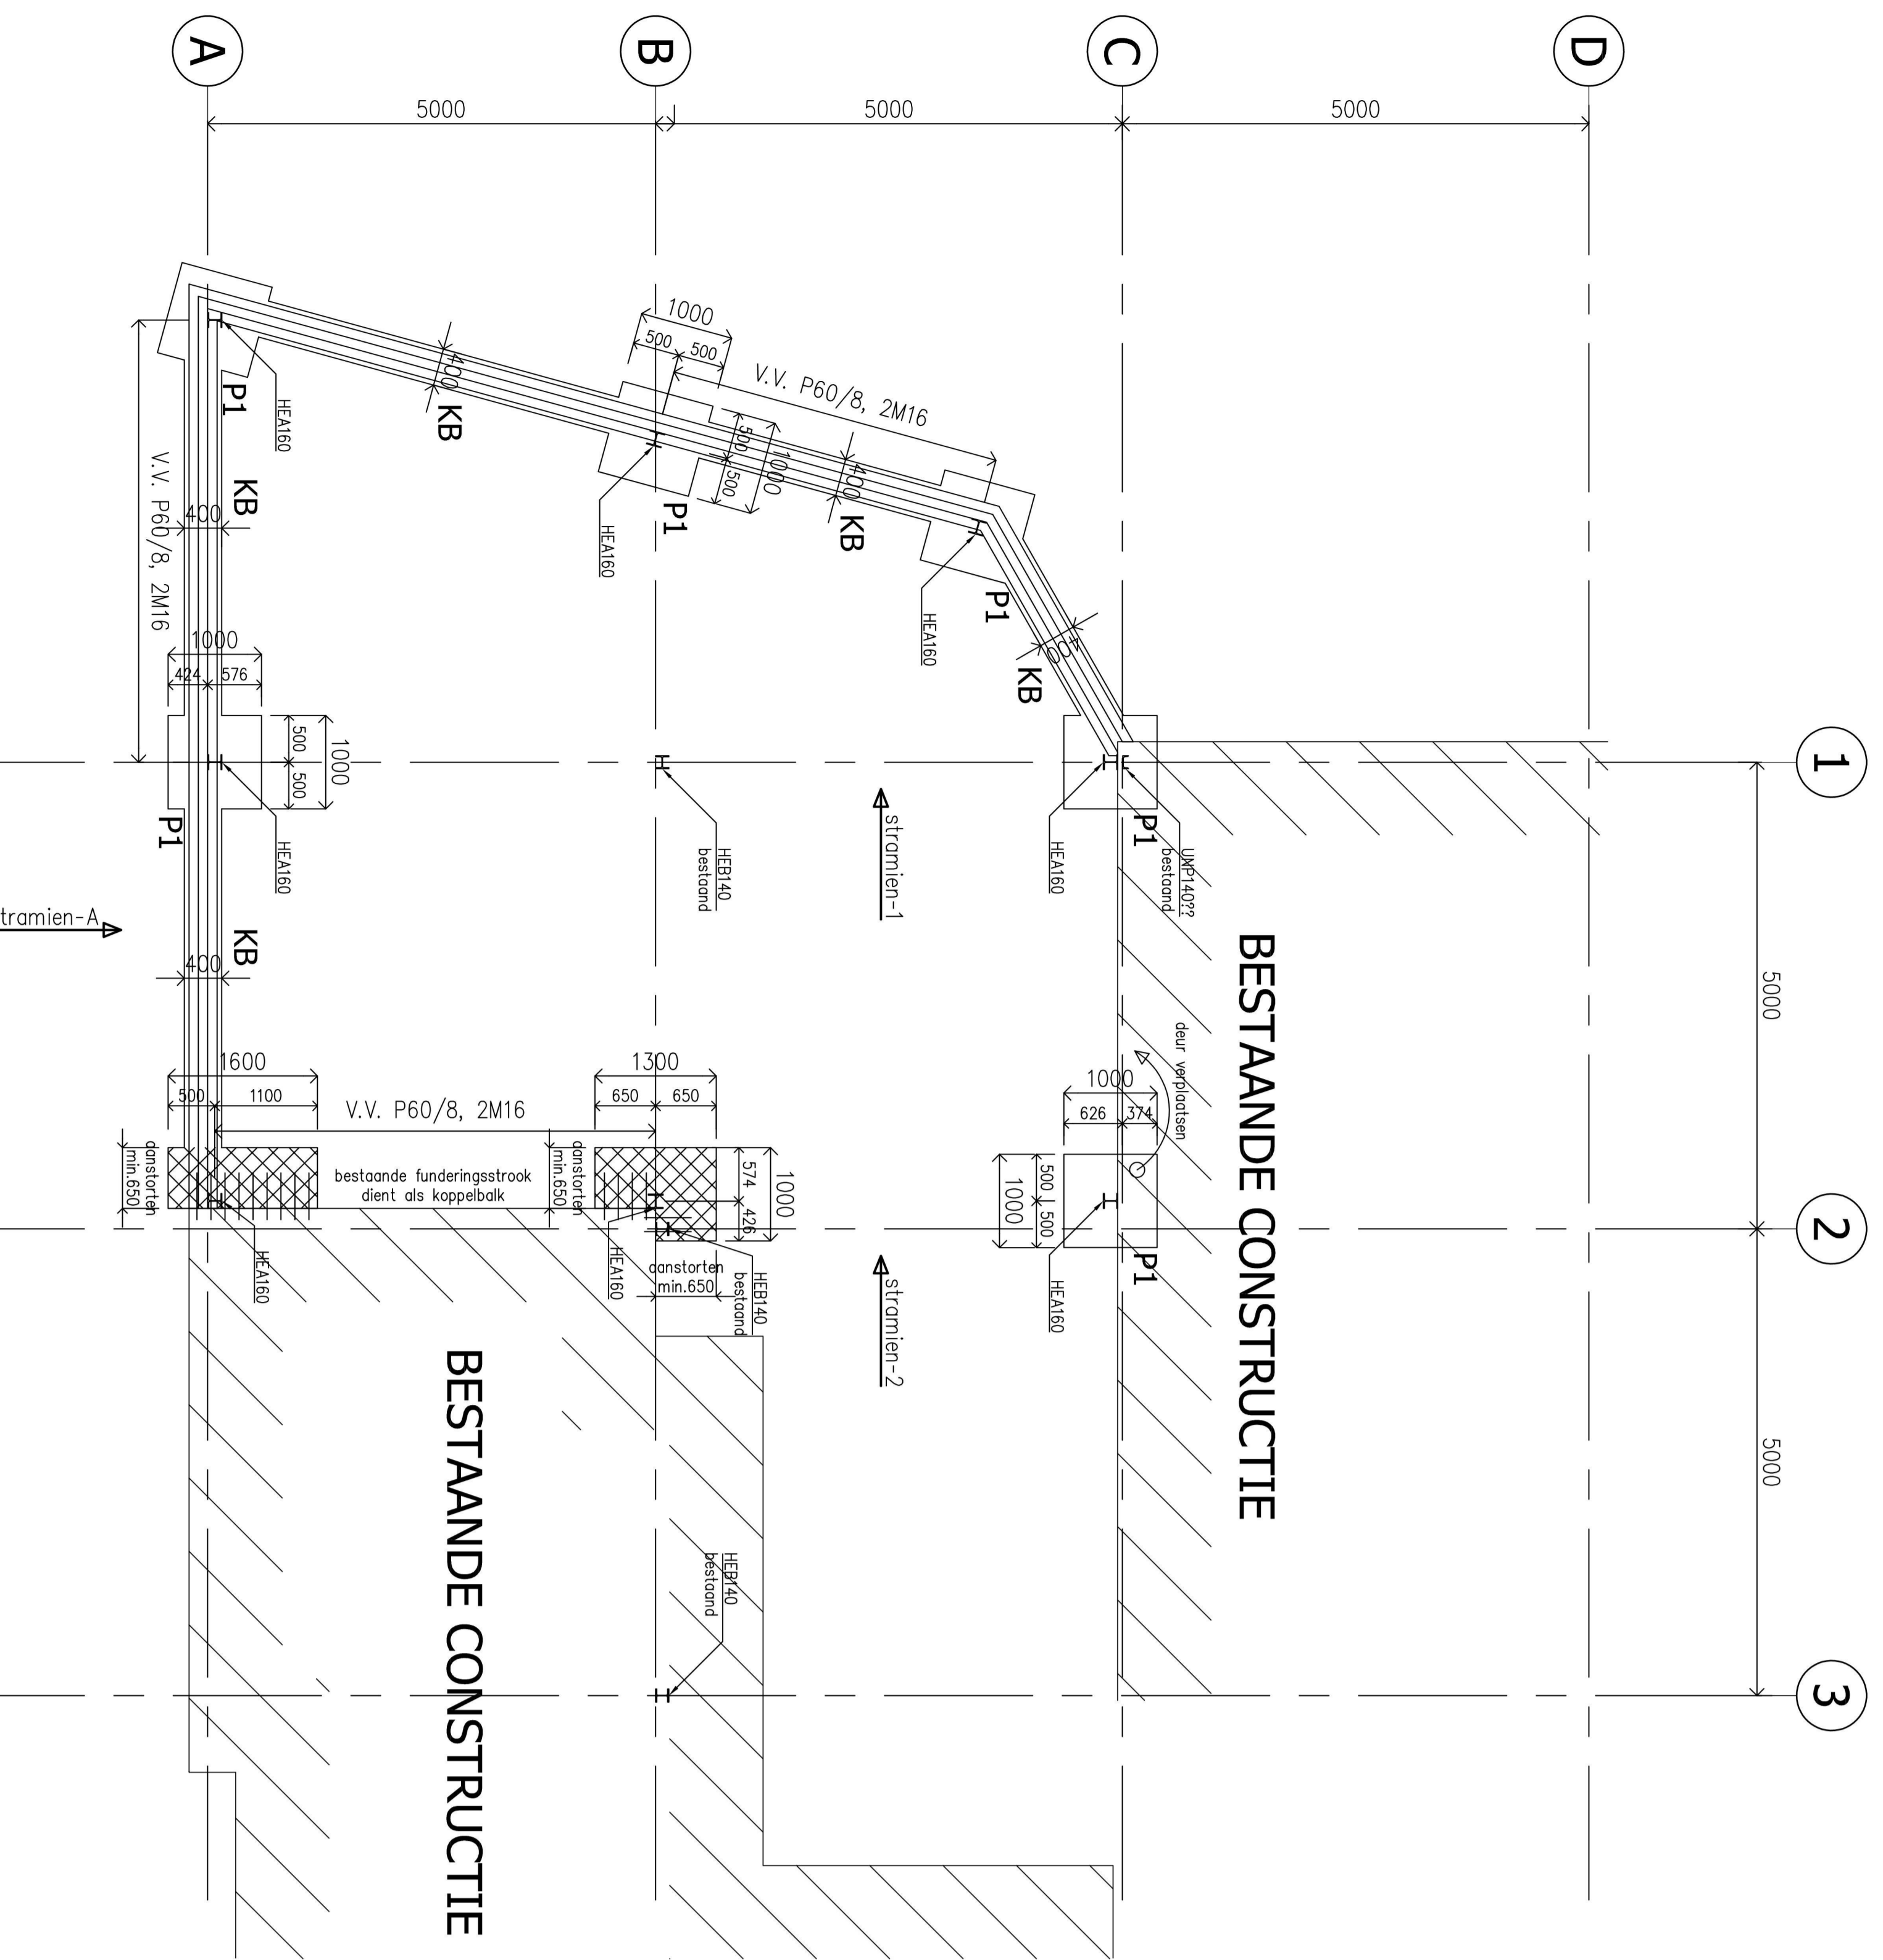 A
B
C
D
5000
5000
5000
1
2
3
5000
5000
1000
500
500
V.V. P60/8, 2M16
400
KB
500
500
1000
400
KB
P1
HEA160
P1
HEA160
P1
HEA160
400
KB
V.V. P60/8, 2M16
KB
400
1000
424
576
500
500
1000
P1
HEA160
HEB140
bestaand
stramien-1
HEA160
P1
UNP140??
bestaand
tramien-A
KB
400
BESTAANDE CONSTRUCTIE
deur verplaatsen
1600
500
1100
V.V. P60/8, 2M16
1300
650
650
1000
626
374
aanstorten
min.650
bestaande funderingsstrook
dient als koppelbalk
aanstorten
min.650
574
426
1000
500
500
1000
HEA160
HEA160
aanstorten
min.650
HEB140
bestaand
stramien-2
HEA160
P1
BESTAANDE CONSTRUCTIE
HEB140
bestaand